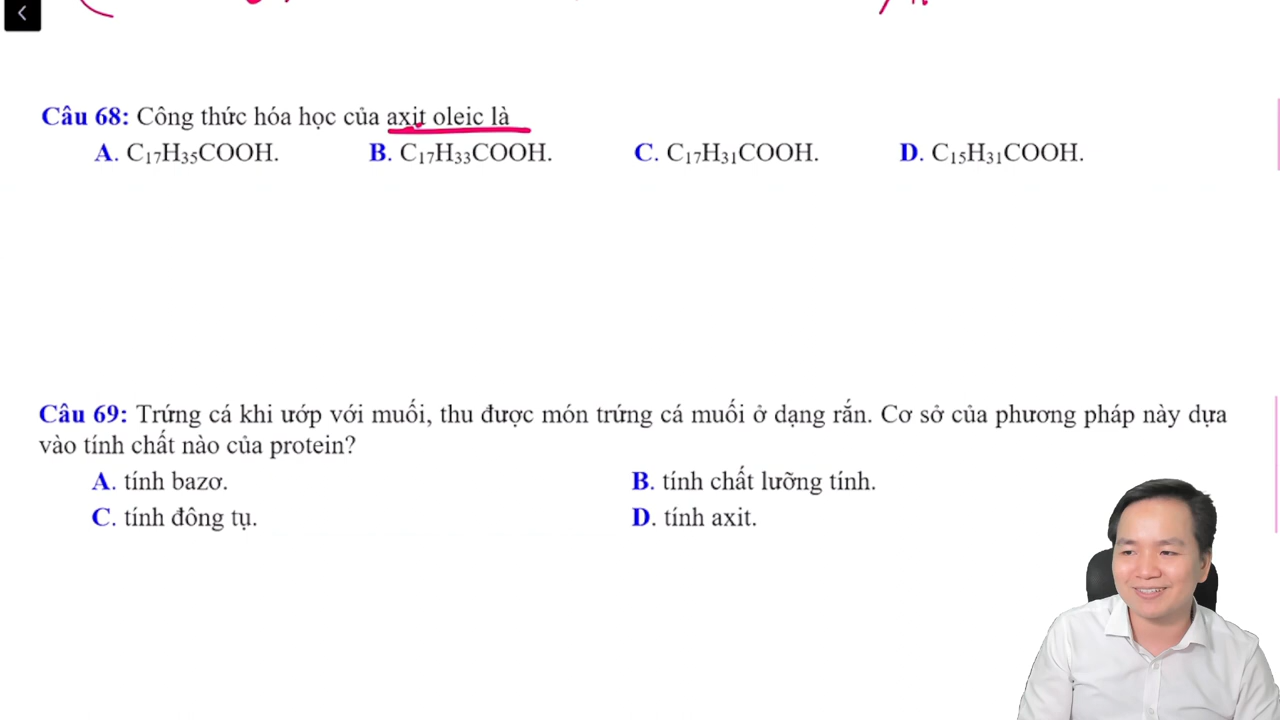 Câu 68: Công thức hóa học của axit oleic là
A. C₁₇H₃₅COOH. B. C₁₇H₃₃COOH. C. C₁₇H₃₁COOH. D. C₁₅H₃₁COOH.
Câu 69: Trứng cá khi ướp với muối, thu được món trứng cá muối ở dạng rắn. Cơ sở của phương pháp này dựa
vào tính chất nào của protein?
A. tính bazơ. B. tính chất lưỡng tính.
C. tính đông tụ. D. tính axit.